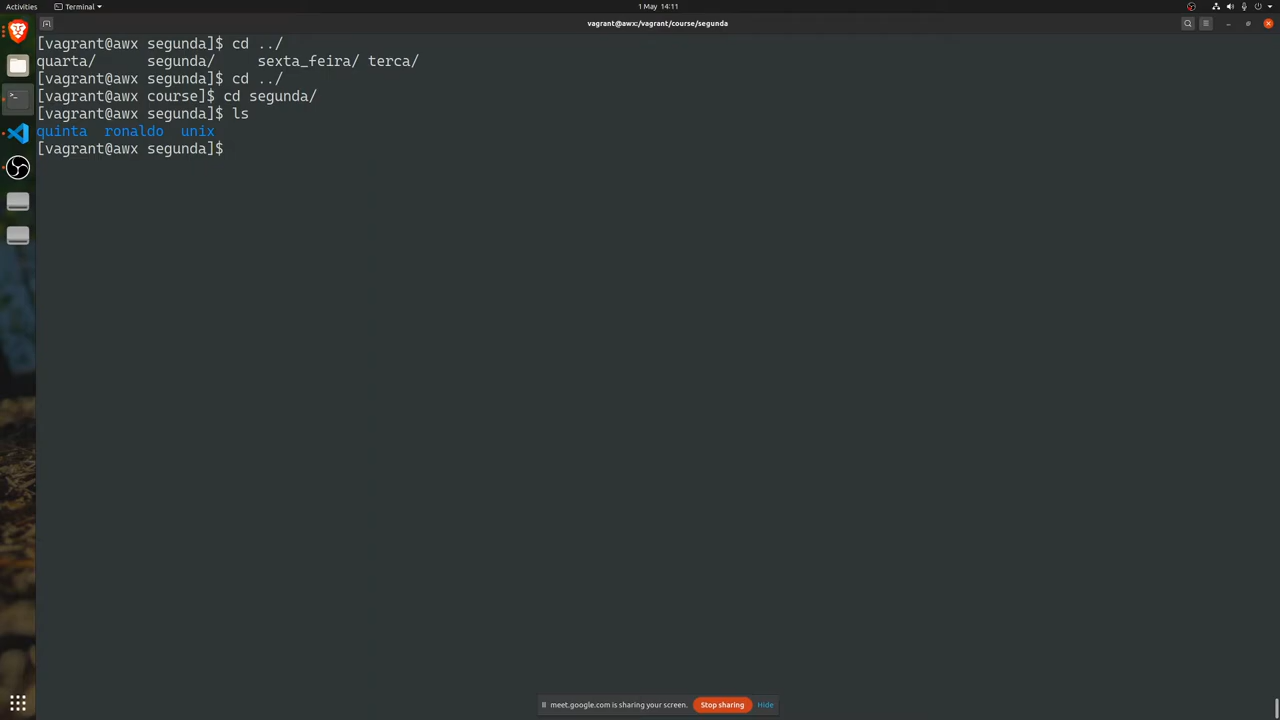 Activities
Terminal
1 May 14:11
vagrant@awx:/vagrant/course/segunda
[vagrant@awx segunda]$ cd ../
quarta/ segunda/ sexta_feira/ terca/
[vagrant@awx segunda]$ cd ../
[vagrant@awx course]$ cd segunda/
[vagrant@awx segunda]$ ls
quinta ronaldo unix
[vagrant@awx segunda]$
meet.google.com is sharing your screen. Stop sharing Hide